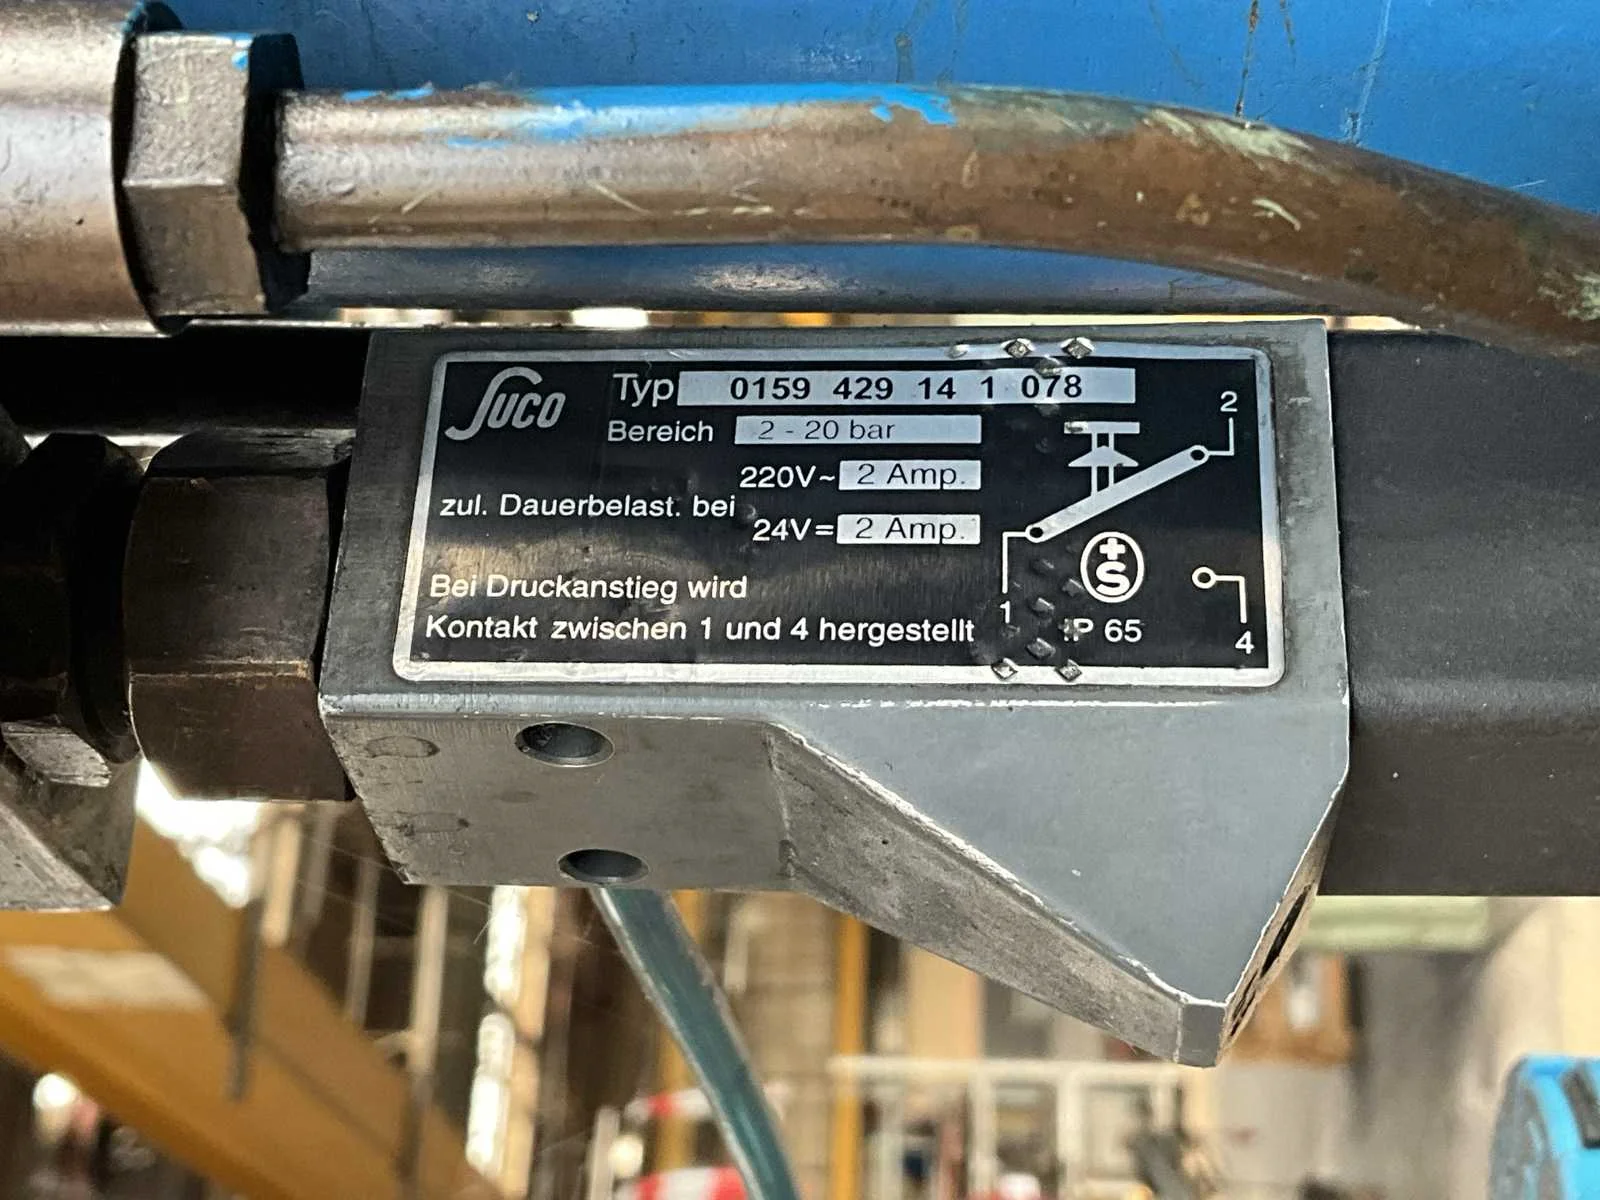 SUCO
Typ 0159 429 14 1 078
Bereich 2 - 20 bar
220V~ 2 Amp.
zul. Dauerbelast. bei
24V= 2 Amp.
Bei Druckanstieg wird
Kontakt zwischen 1 und 4 hergestellt
2
1
+S
IP 65
4